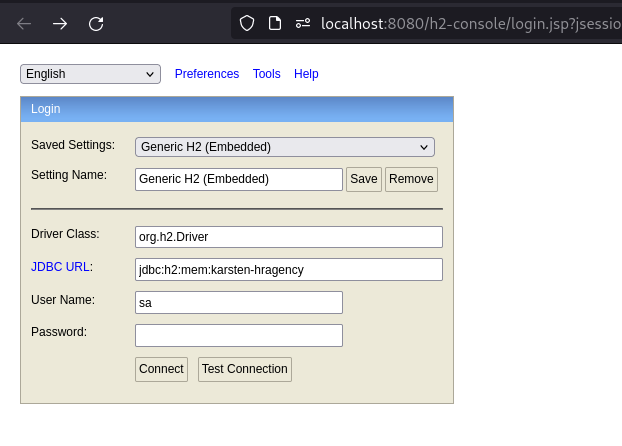 localhost:8080/h2-console/login.jsp?jsessio
English Preferences Tools Help
Login
Saved Settings: Generic H2 (Embedded)
Setting Name: Generic H2 (Embedded) Save Remove
Driver Class: org.h2.Driver
JDBC URL: jdbc:h2:mem:karsten-hragency
User Name: sa
Password:
Connect Test Connection